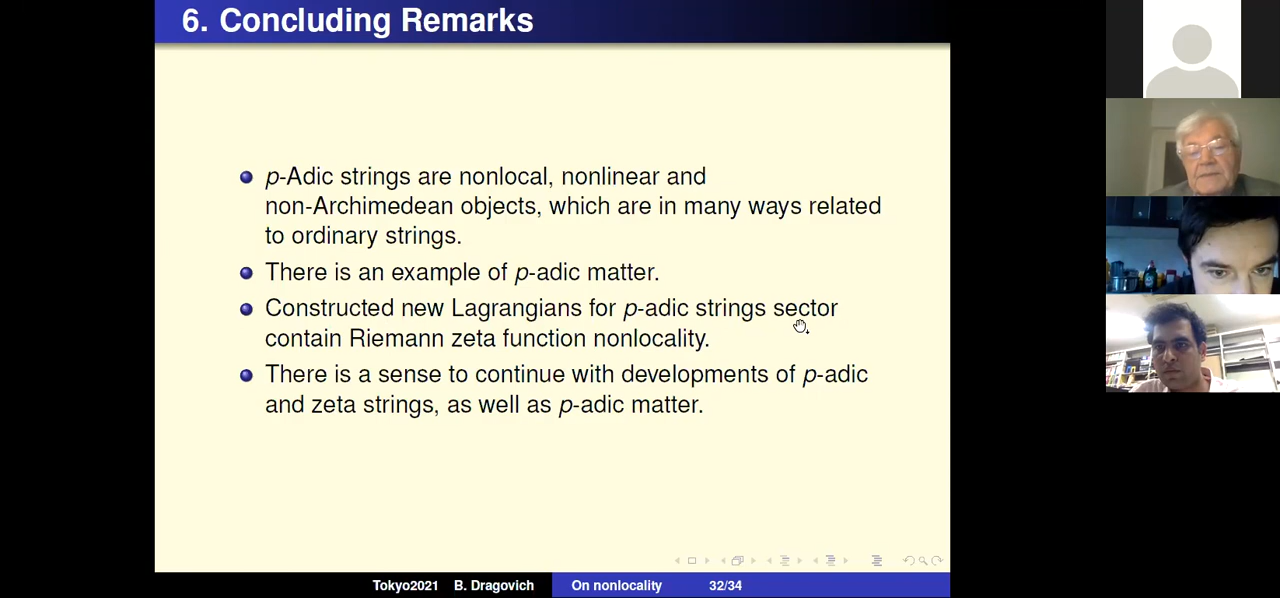 6. Concluding Remarks
p-Adic strings are nonlocal, nonlinear and
non-Archimedean objects, which are in many ways related
to ordinary strings.
There is an example of p-adic matter.
Constructed new Lagrangians for p-adic strings sector
contain Riemann zeta function nonlocality.
There is a sense to continue with developments of p-adic
and zeta strings, as well as p-adic matter.
Tokyo2021 B. Dragovich On nonlocality 32/34